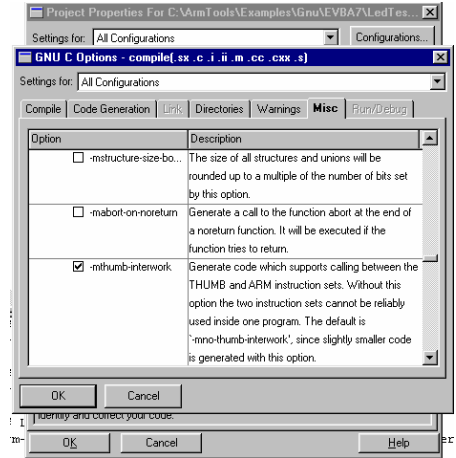 Project Properties For C:\ArmTools\Examples\Gnu\EVBA7\LedTes...
Settings for: All Configurations Configurations...
GNU C Options - compile(.sx .c .i .ii .m .cc .cxx .s)
Settings for: All Configurations
Compile Code Generation Link Directories Warnings Misc Run/Debug
Option Description
-mstructure-size-bo... The size of all structures and unions will be
rounded up to a multiple of the number of bits set
by this option.
-mabort-on-noreturn Generate a call to the function abort at the end of
a noreturn function. It will be executed if the
function tries to return.
-mthumb-interwork Generate code which supports calling between the
THUMB and ARM instruction sets. Without this
option the two instruction sets cannot be reliably
used inside one program. The default is
`-mno-thumb-interwork', since slightly smaller code
is generated with this option.
OK Cancel
identify and correct your code.
OK Cancel Help